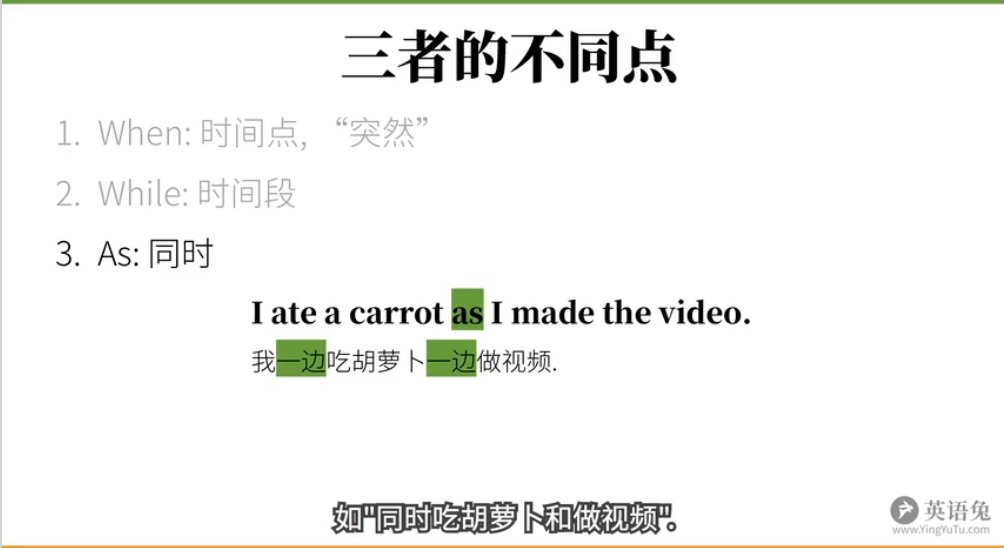 三者的不同点
1. When: 时间点, “突然”
2. While: 时间段
3. As: 同时
I ate a carrot as I made the video.
我一边吃胡萝卜一边做视频.
如"同时吃胡萝卜和做视频".
英语兔
www.YingYuTu.com